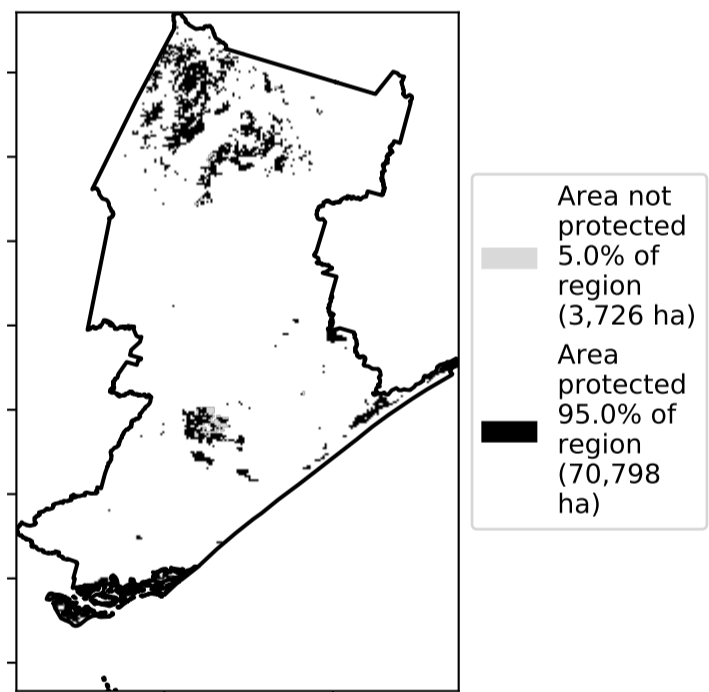 Area not
protected
5.0% of
region
(3,726 ha)
Area
protected
95.0% of
region
(70,798
ha)